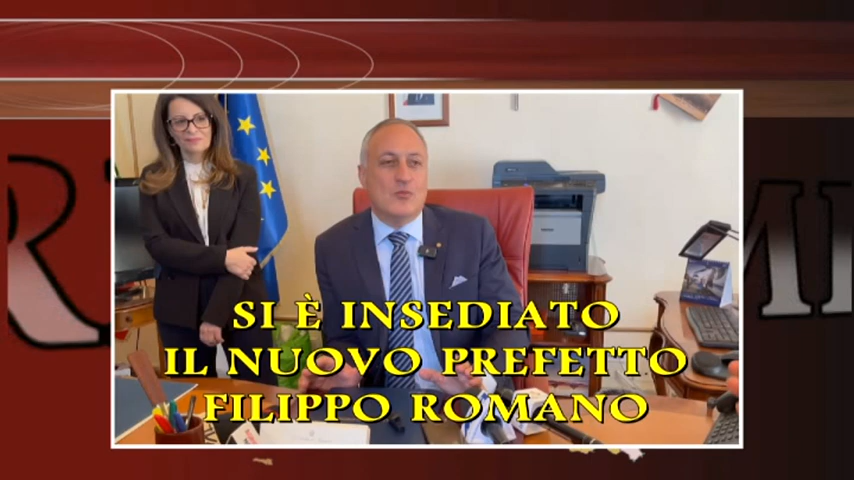 SI È INSEDIATO
IL NUOVO PREFETTO
FILIPPO ROMANO